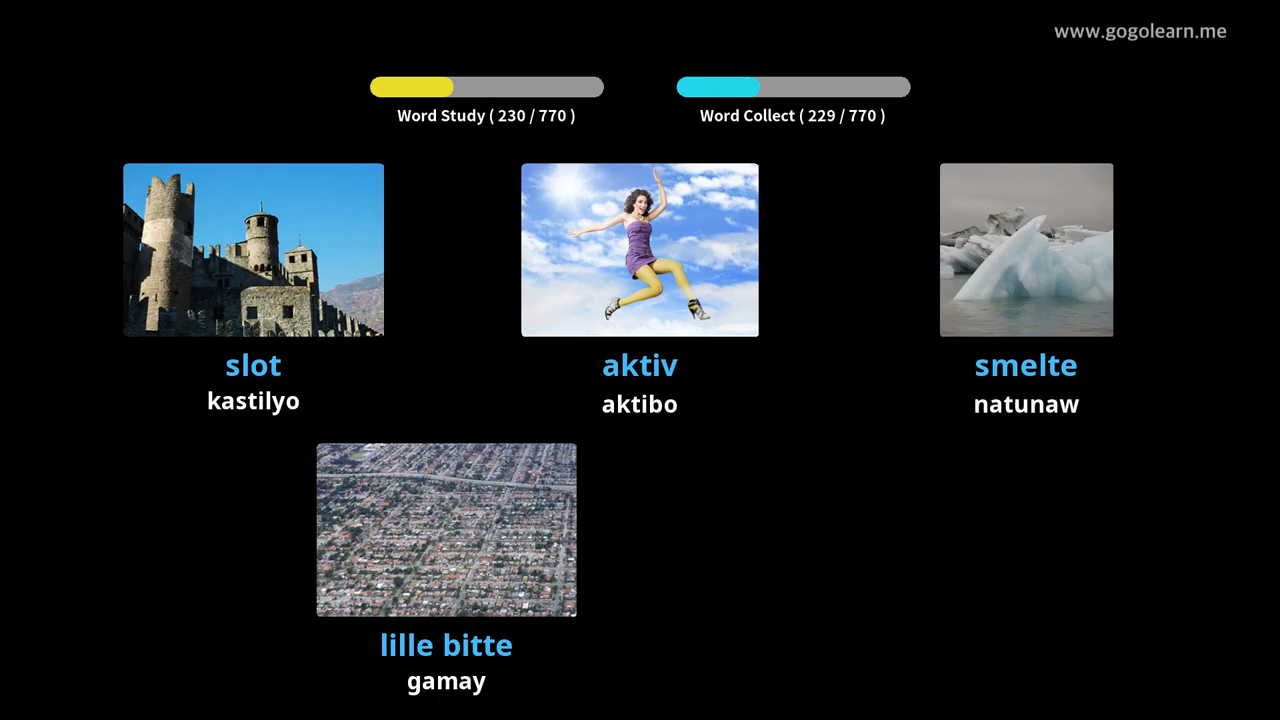 www.gogolearn.me
Word Study ( 230 / 770 )
Word Collect ( 229 / 770 )
slot
aktiv
smelte
kastilyo
aktibo
natunaw
lille bitte
gamay